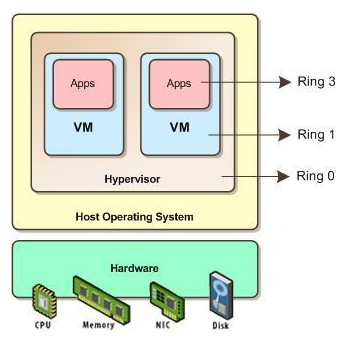 Apps
Apps
Ring 3
VM
VM
Ring 1
Hypervisor
Ring 0
Host Operating System
Hardware
CPU
Memory
NIC
Disk